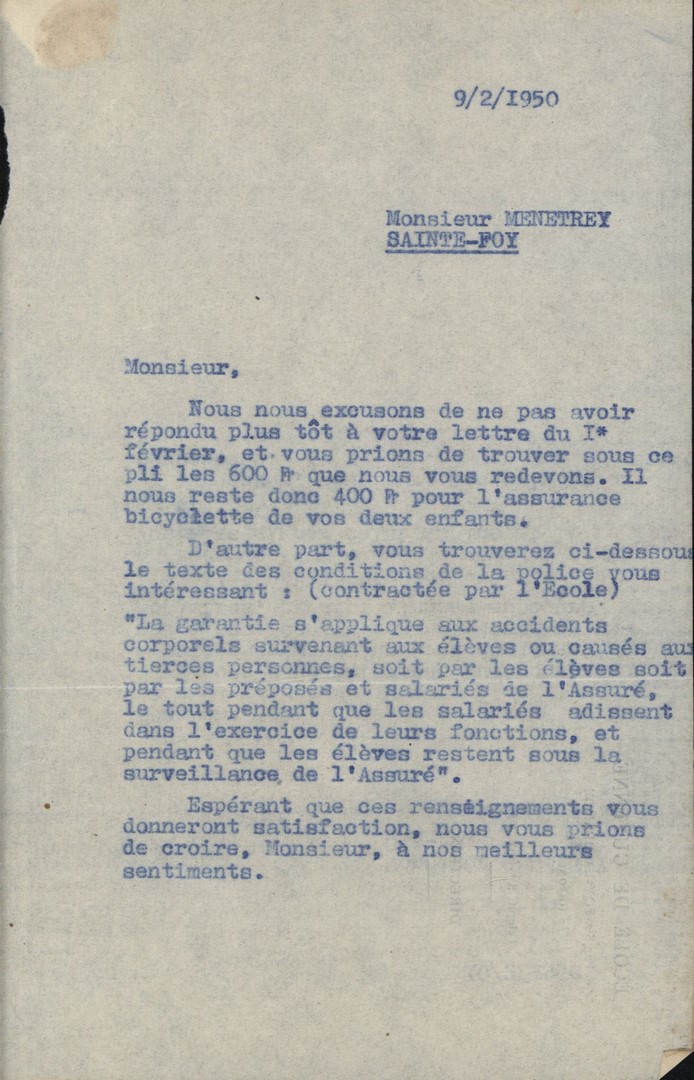 9/2/I950
Monsieur MENETREY
SAINTE-FOY
Monsieur,
Nous nous excusons de ne pas avoir
répondu plus tôt à votre lettre du I*
février, et vous prions de trouver sous ce
pli les 600 Fr que nous vous redevons. Il
nous reste donc 400 Fr pour l'assurance
bicyclette de vos deux enfants.
D'autre part, vous trouverez ci-dessous
le texte des conditions de la police vous
intéressant : (contractée par l'Ecole)
"La garantie s'applique aux accidents
corporels survenant aux élèves ou causés aux
tierces personnes, soit par les élèves soit
par les préposés et salariés de l'Assuré,
le tout pendant que les salariés adissent
dans l'exercice de leurs fonctions, et
pendant que les élèves restent sous la
surveillance de l'Assuré".
Espérant que ces renseignements vous
donneront satisfaction, nous vous prions
de croire, Monsieur, à nos meilleurs
sentiments.